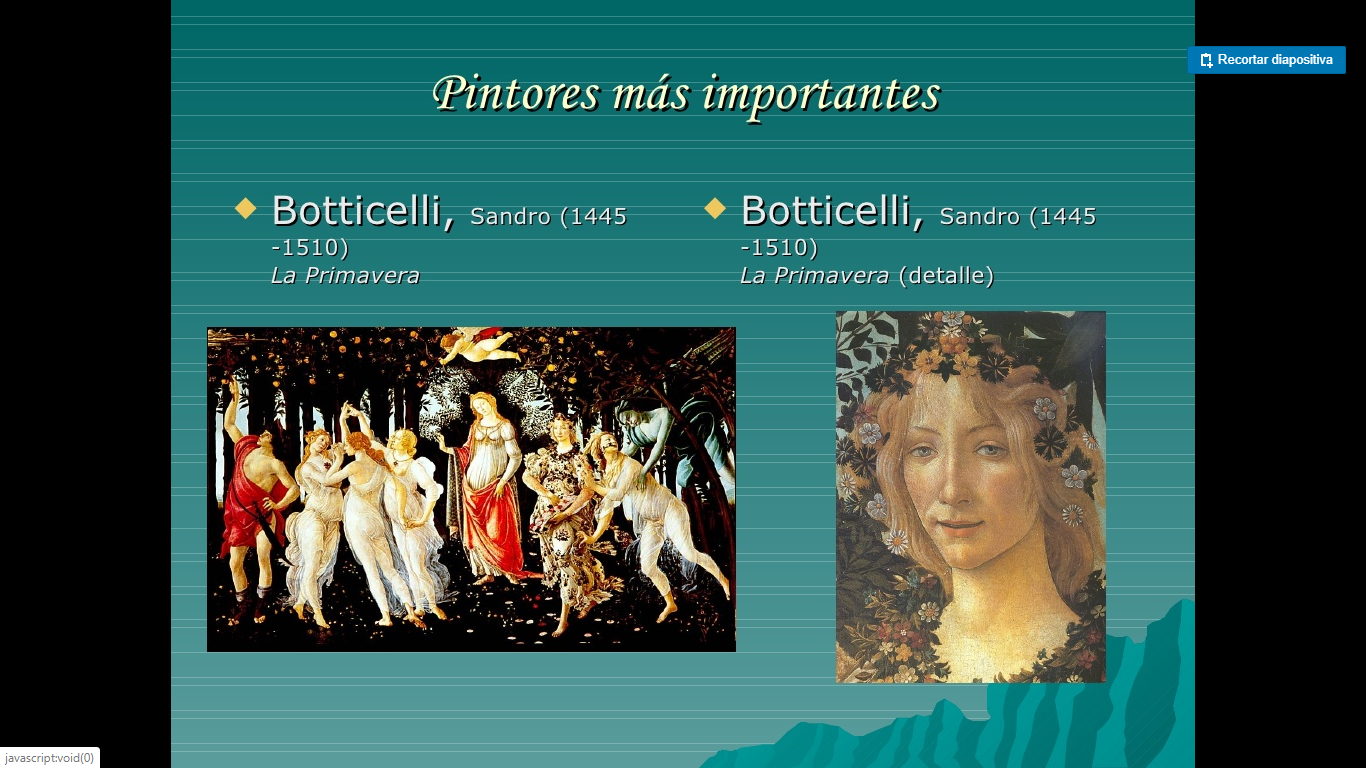 Recortar diapositiva
Pintores más importantes
Botticelli, Sandro (1445
-1510)
La Primavera
Botticelli, Sandro (1445
-1510)
La Primavera (detalle)
javascript:void(0)